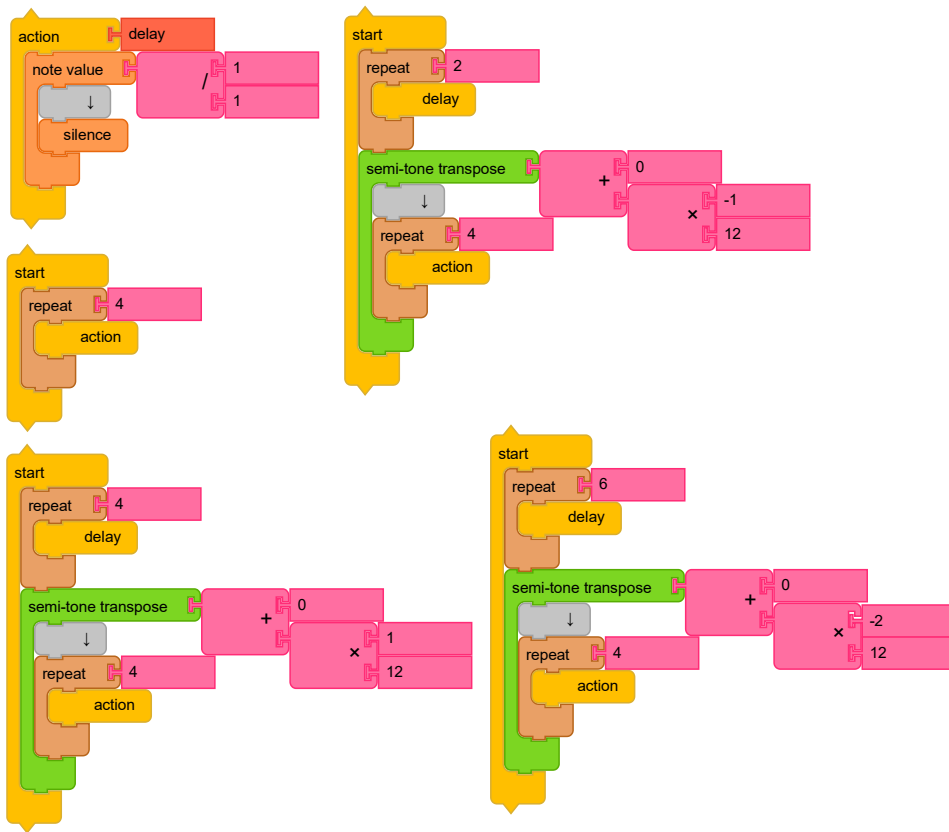 action delay
note value / 1
1
↓
silence
start
repeat 2
delay
semi-tone transpose + 0
↓ × -1
repeat 4 12
action
start
repeat 4
action
start
repeat 4
delay
semi-tone transpose + 0
↓ × 1
repeat 4 12
action
start
repeat 6
delay
semi-tone transpose + 0
↓ × -2
repeat 4 12
action